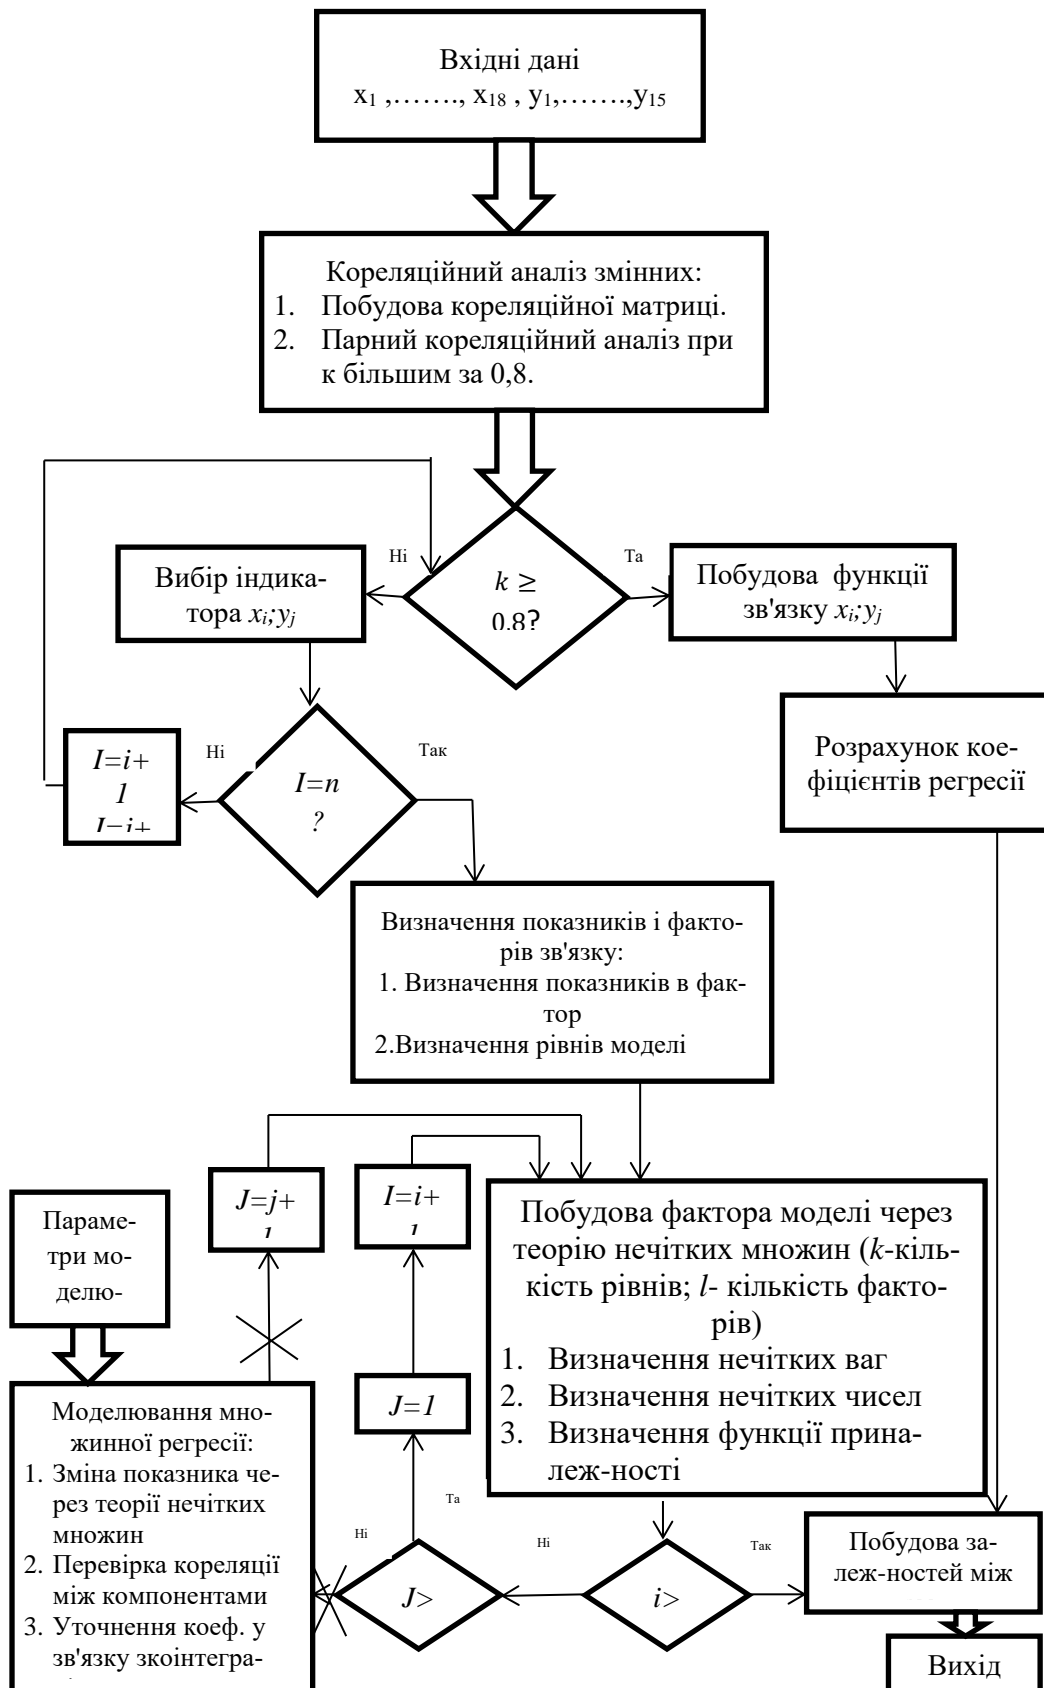 Вхідні дані
x₁ ,……., x₁₈ , y₁,…….,y₁₅
Кореляційний аналіз змінних:
1. Побудова кореляційної матриці.
2. Парний кореляційний аналіз при
к більшим за 0,8.
Ні
k ≥
0.8?
Та
Вибір індика-
тора xᵢ;yⱼ
Побудова функції
зв'язку xᵢ;yⱼ
I=i+
1
Ні
I=n
?
Так
Розрахунок кое-
фіцієнтів регресії
Визначення показників і факто-
рів зв'язку:
1. Визначення показників в фак-
тор
2.Визначення рівнів моделі
Парамe-
три мо-
делю-
J=j+
1
I=i+
1
Побудова фактора моделі через
теорію нечітких множин (k-кіль-
кість рівнів; l- кількість факто-
рів)
1. Визначення нечітких ваг
2. Визначення нечітких чисел
3. Визначення функції прина-
леж-ності
J=1
Моделювання мно-
жинної регресії:
1. Зміна показника че-
рез теорії нечітких
множин
2. Перевірка кореляції
між компонентами
3. Уточнення коеф. у
зв'язку зкоінтегра-
Та
Ні
J>
Ні
i>
Так
Побудова за-
леж-ностей між
Вихід